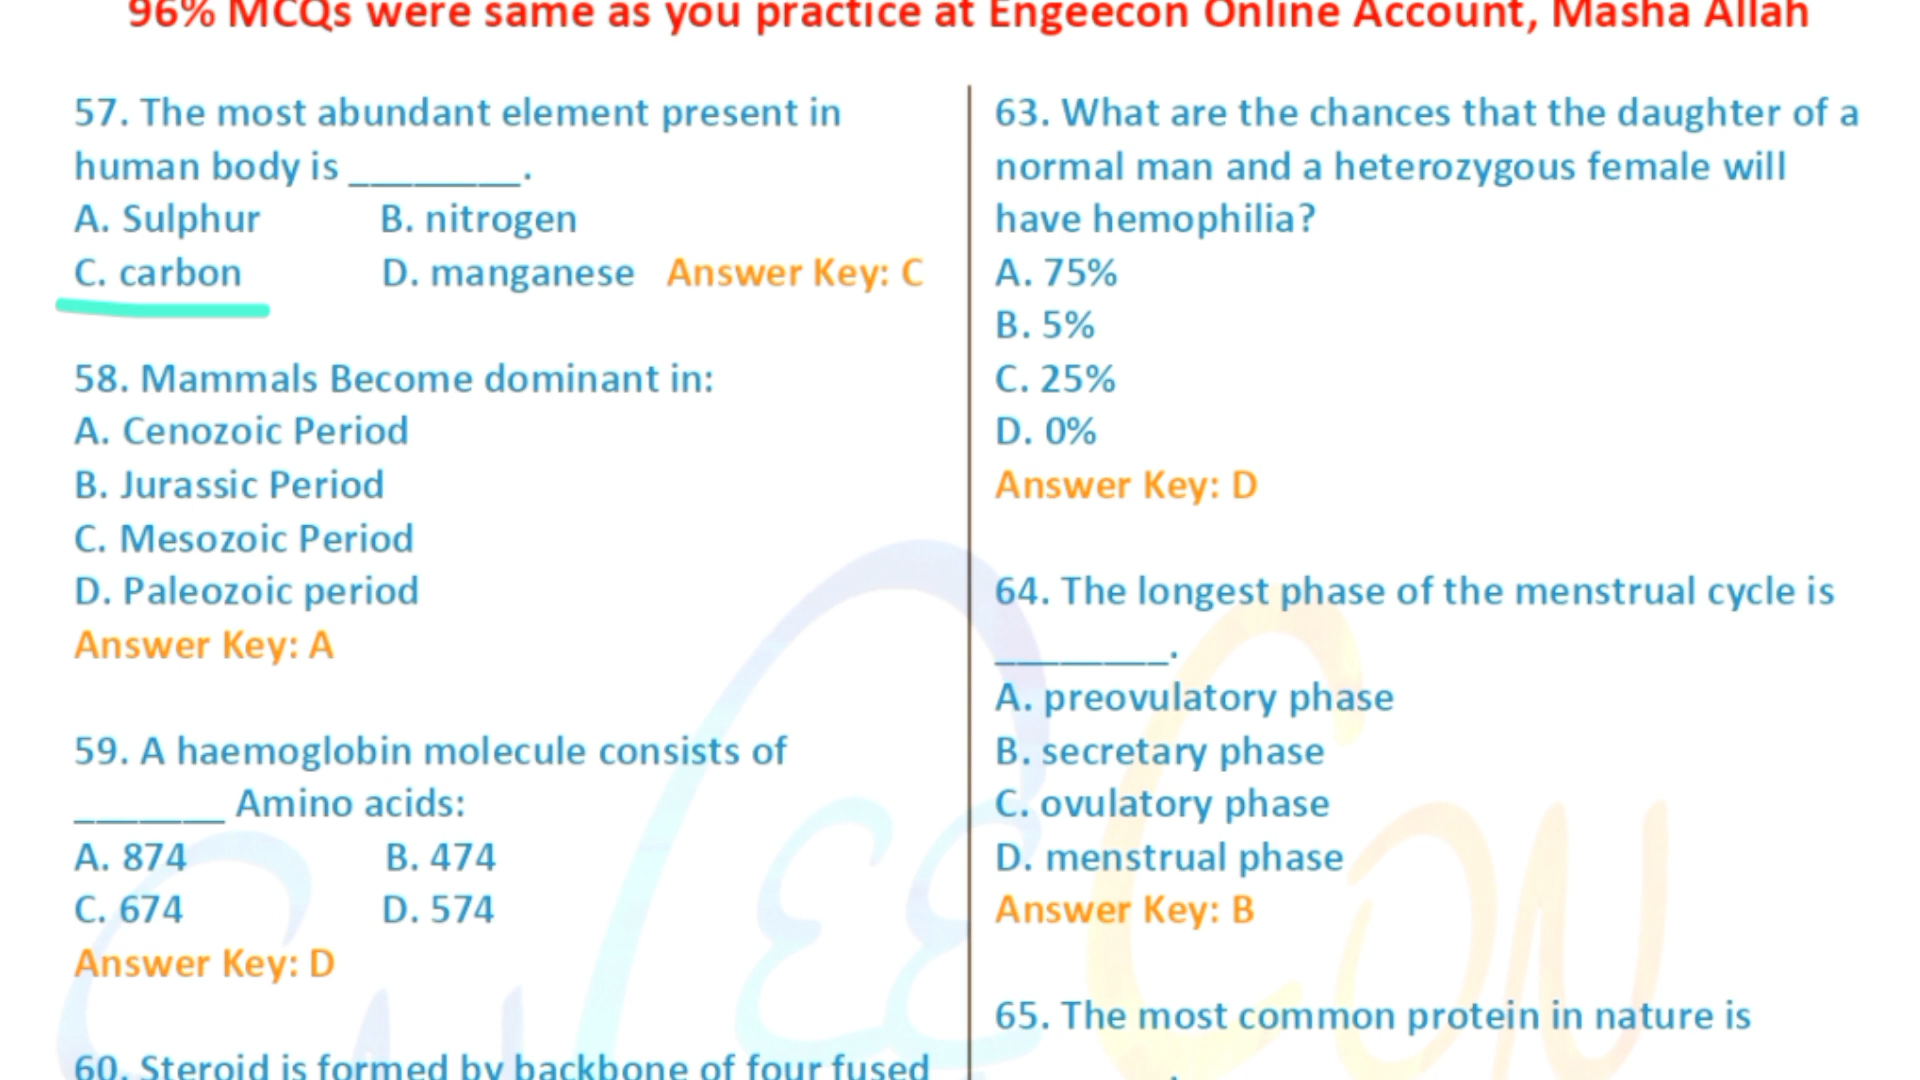 96% MCQs were same as you practice at Engeecon Online Account, Masha Allah
57. The most abundant element present in
human body is ________.
A. Sulphur B. nitrogen
C. carbon D. manganese Answer Key: C
58. Mammals Become dominant in:
A. Cenozoic Period
B. Jurassic Period
C. Mesozoic Period
D. Paleozoic period
Answer Key: A
59. A haemoglobin molecule consists of
_______ Amino acids:
A. 874 B. 474
C. 674 D. 574
Answer Key: D
60. Steroid is formed by backbone of four fused
63. What are the chances that the daughter of a
normal man and a heterozygous female will
have hemophilia?
A. 75%
B. 5%
C. 25%
D. 0%
Answer Key: D
64. The longest phase of the menstrual cycle is
________.
A. preovulatory phase
B. secretary phase
C. ovulatory phase
D. menstrual phase
Answer Key: B
65. The most common protein in nature is